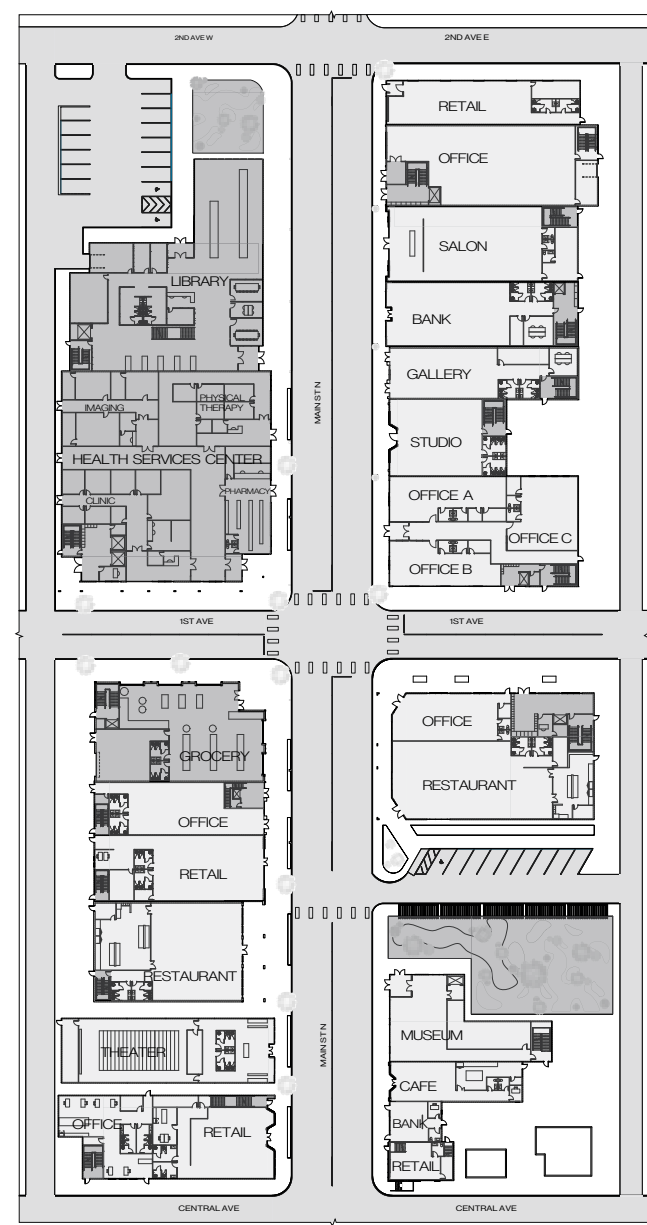 2ND AVE W
2ND AVE E
RETAIL
OFFICE
SALON
LIBRARY
BANK
GALLERY
MAIN ST N
IMAGING
PHYSICAL
THERAPY
STUDIO
HEALTH SERVICES CENTER
PHARMACY
CLINIC
OFFICE A
OFFICE C
OFFICE B
1ST AVE
1ST AVE
OFFICE
GROCERY
RESTAURANT
OFFICE
RETAIL
RESTAURANT
MUSEUM
MAIN ST N
THEATER
CAFE
OFFICE
RETAIL
BANK
RETAIL
CENTRAL AVE
CENTRAL AVE